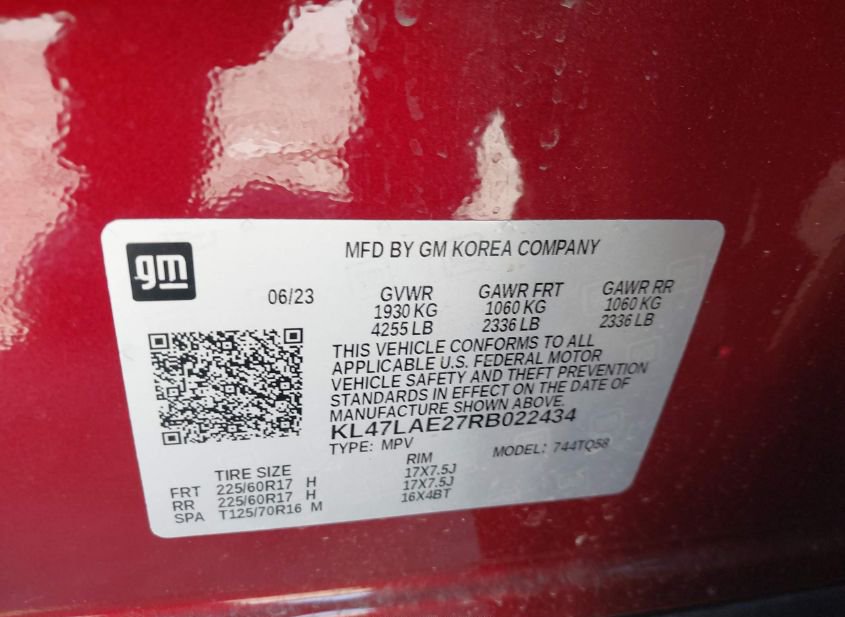 gm
MFD BY GM KOREA COMPANY
06/23
GVWR GAWR FRT GAWR RR
1930 KG 1060 KG 1060 KG
4255 LB 2336 LB 2336 LB
THIS VEHICLE CONFORMS TO ALL
APPLICABLE U.S. FEDERAL MOTOR
VEHICLE SAFETY AND THEFT PREVENTION
STANDARDS IN EFFECT ON THE DATE OF
MANUFACTURE SHOWN ABOVE.
KL47LAE27RB022434
TYPE: MPV MODEL: 744TQ58
TIRE SIZE RIM
FRT 225/60R17 H 17X7.5J
RR 225/60R17 H 17X7.5J
SPA T125/70R16 M 16X4BT